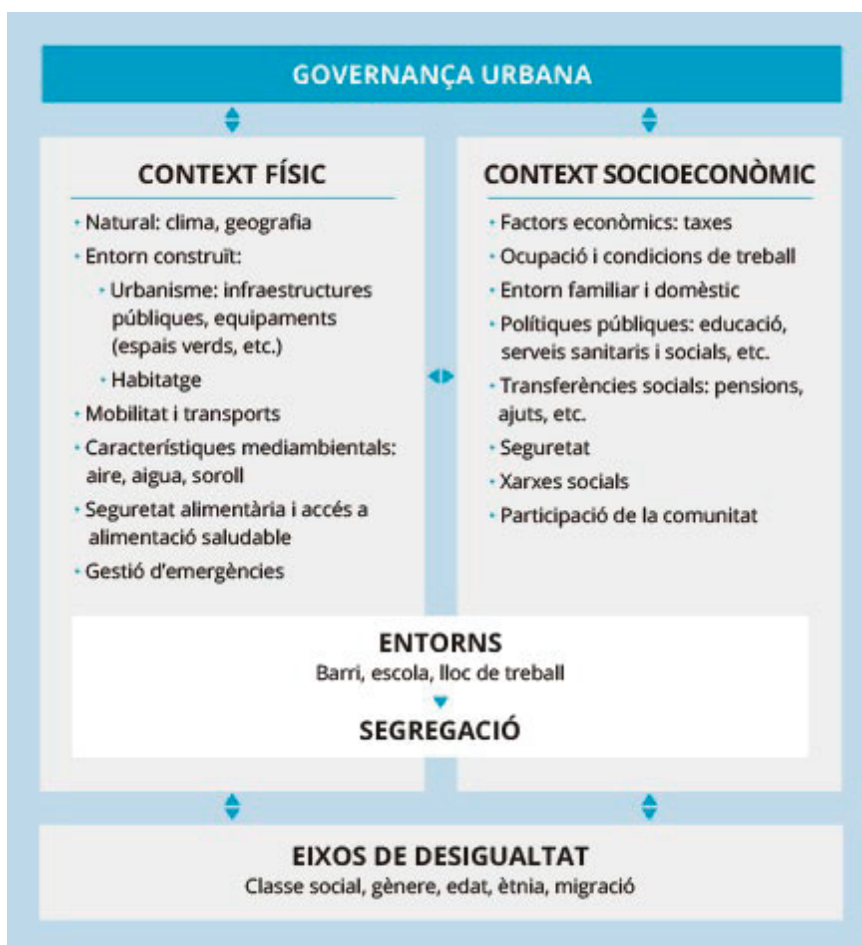 GOVERNANÇA URBANA
CONTEXT FÍSIC
• Natural: clima, geografia
• Entorn construït:
• Urbanisme: infraestructures
públiques, equipaments
(espais verds, etc.)
• Habitatge
• Mobilitat i transports
• Característiques mediambientals:
aire, aigua, soroll
• Seguretat alimentària i accés a
alimentació saludable
• Gestió d'emergències
CONTEXT SOCIOECONÒMIC
• Factors econòmics: taxes
• Ocupació i condicions de treball
• Entorn familiar i domèstic
• Polítiques públiques: educació,
serveis sanitaris i socials, etc.
• Transferències socials: pensions,
ajuts, etc.
• Seguretat
• Xarxes socials
• Participació de la comunitat
ENTORNS
Barri, escola, lloc de treball
SEGREGACIÓ
EIXOS DE DESIGUALTAT
Classe social, gènere, edat, ètnia, migració